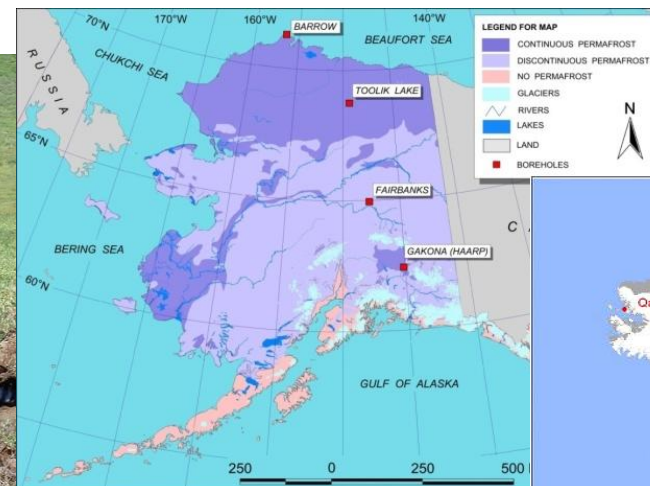 170°W
160°W
140°W
70°N
BARROW
BEAUFORT SEA
CHUKCHI SEA
RUSSIA
TOOLIK LAKE
65°N
FAIRBANKS
BERING SEA
GAKONA (HAARP)
60°N
GULF OF ALASKA
250 0 250 500
LEGEND FOR MAP
CONTINUOUS PERMAFROST
DISCONTINUOUS PERMAFROST
NO PERMAFROST
GLACIERS
RIVERS
LAKES
LAND
BOREHOLES
N